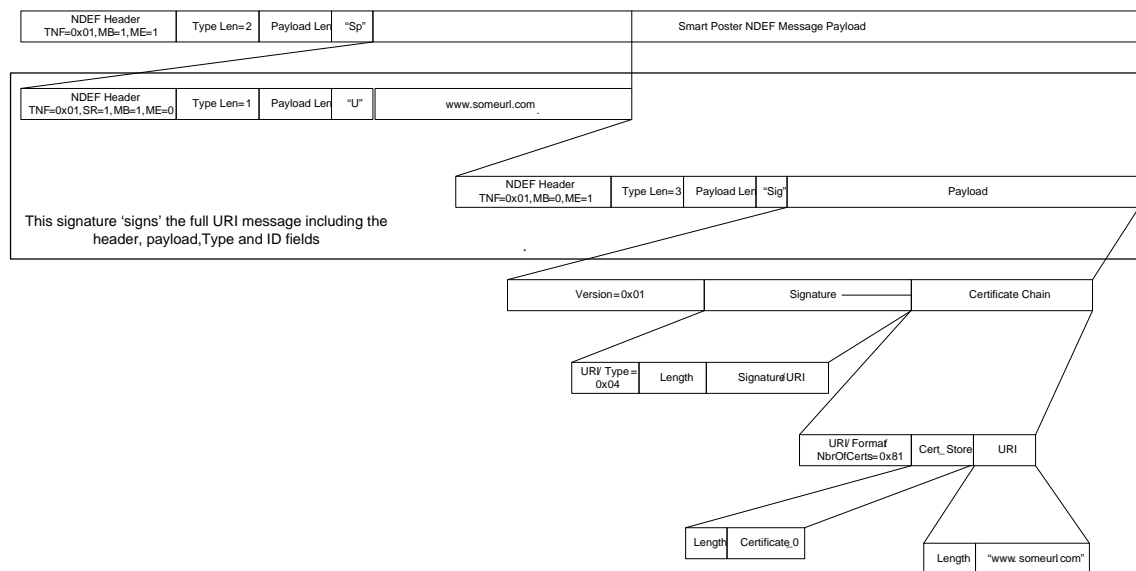 NDEF Header
TNF=0x01,MB=1,ME=1
Type Len=2
Payload Len
“Sp”
Smart Poster NDEF Message Payload
NDEF Header
TNF=0x01,SR=1,MB=1,ME=0
Type Len=1
Payload Len
“U”
www.someurl.com
.
NDEF Header
TNF=0x01,MB=0,ME=1
Type Len=3
Payload Len
“Sig”
Payload
This signature ‘signs’ the full URI message including the
header, payload,Type and ID fields
.
Version=0x01
Signature
Certificate Chain
URI/ Type=
0x04
Length
Signature/URI
URI/ Format/
NbrOfCerts=0x81
Cert_Store
URI
Length
Certificate_0
Length
“www.someurl.com”